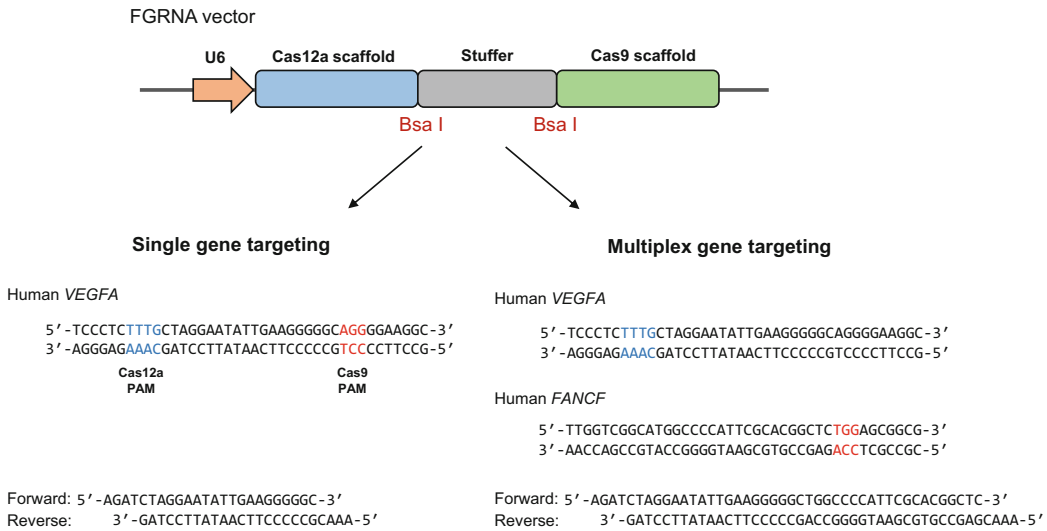 FGRNA vector
U6
Cas12a scaffold
Stuffer
Cas9 scaffold
Bsa I
Bsa I
Single gene targeting
Human VEGFA
5′-TCCCTCTTTGCTAGGAATATTGAAGGGGGCAGGGGAAGGC-3′
3′-AGGGAGAAACGATCCTTATAACTTCCCCCGTCCCCTTCCG-5′
Cas12a
PAM
Cas9
PAM
Forward: 5′-AGATCTAGGAATATTGAAGGGGGC-3′
Reverse: 3′-GATCCTTATAACTTCCCCCGCAAA-5′
Multiplex gene targeting
Human VEGFA
5′-TCCCTCTTTGCTAGGAATATTGAAGGGGGCAGGGGAAGGC-3′
3′-AGGGAGAAACGATCCTTATAACTTCCCCCGTCCCCTTCCG-5′
Human FANCF
5′-TTGGTCGGCATGGCCCCATTCGCACGGCTCTGGAGCGGCG-3′
3′-AACCAGCCGTACCGGGGTAAGCGTGCCGAGACCTCGCCGC-5′
Forward: 5′-AGATCTAGGAATATTGAAGGGGGCTGGCCCCATTCGCACGGCTC-3′
Reverse: 3′-GATCCTTATAACTTCCCCCGACCGGGGTAAGCGTGCCGAGCAAA-5′